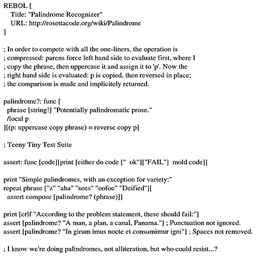 REBOL [
Title: "Palindrome Recognizer"
URL: http://rosettacode.org/wiki/Palindrome
]
; In order to compete with all the one-liners, the operation is
; compressed: parens force left hand side to evaluate first, where I
; copy the phrase, then uppercase it and assign it to 'p'. Now the
; right hand side is evaluated: p is copied, then reversed in place;
; the comparison is made and implicitely returned.
palindrome?: func [
phrase [string!] "Potentially palindromatic prose."
/local p
][(p: uppercase copy phrase) = reverse copy p]
; Teeny Tiny Test Suite
assert: func [code][print [either do code [" ok"]["FAIL"] mold code]]
print "Simple palindromes, with an exception for variety:"
repeat phrase ["z" "aha" "sees" "oofoe" "Deified"][
assert compose [palindrome? (phrase)]]
print [crlf "According to the problem statement, these should fail:"]
assert [palindrome? "A man, a plan, a canal, Panama."] ; Punctuation not ignored.
assert [palindrome? "In girum imus nocte et consumimur igni"] ; Spaces not removed.
; I know we're doing palindromes, not alliteration, but who could resist...?